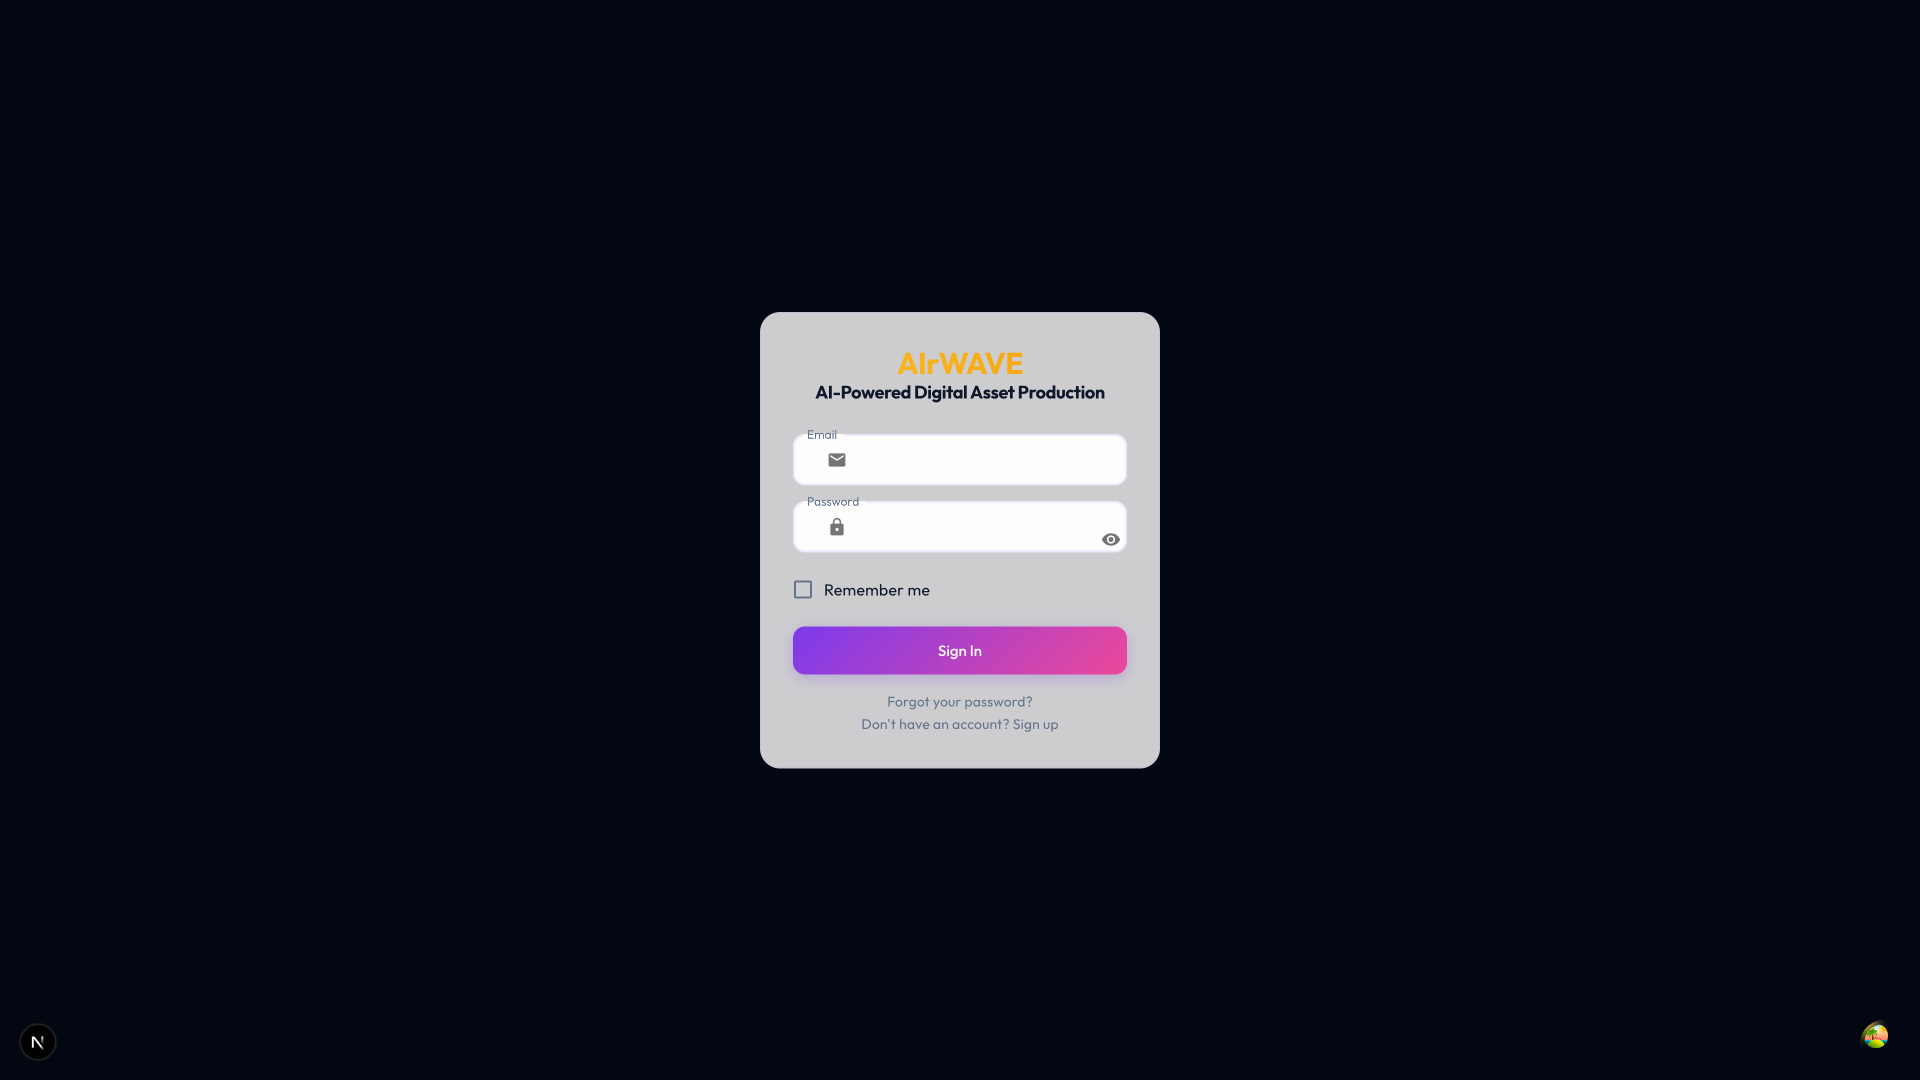 AIrWAVE
AI-Powered Digital Asset Production
Email
Password
Remember me
Sign In
Forgot your password?
Don't have an account? Sign up
N